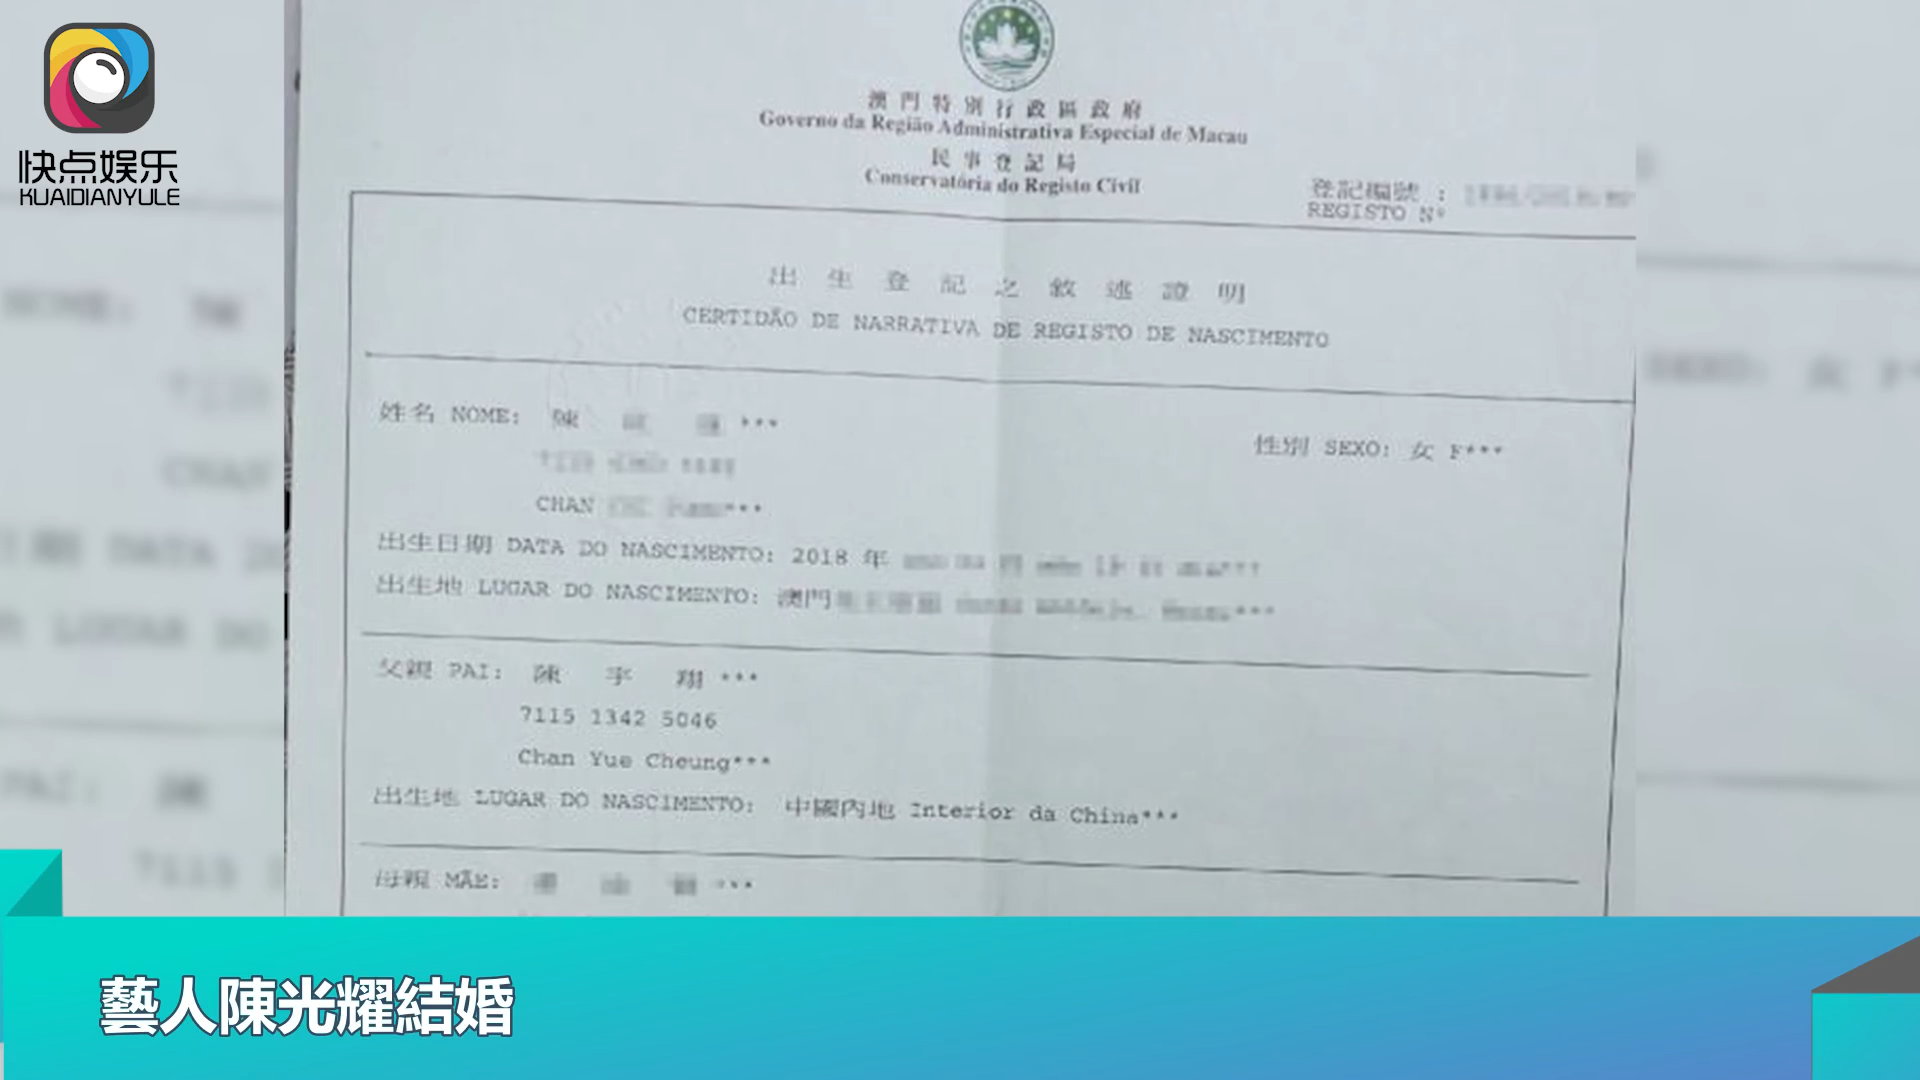 快点娱乐
KUAIDIANYULE
澳門特別行政區政府
Governo da Região Administrativa Especial de Macau
民事登記局
Conservatória do Registo Civil
登記編號 :
REGISTO Nº
出生登記之敘述證明
CERTIDÃO DE NARRATIVA DE REGISTO DE NASCIMENTO
姓名 NOME: 陳 ***
性別 SEXO: 女 F***
CHAN ***
出生日期 DATA DO NASCIMENTO: 2018 年
出生地 LUGAR DO NASCIMENTO: 澳門
父親 PAI: 陳 宇 翔 ***
7115 1342 5046
Chan Yue Cheung***
出生地 LUGAR DO NASCIMENTO: 中國內地 Interior da China***
母親 MÃE: ***
藝人陳光耀結婚